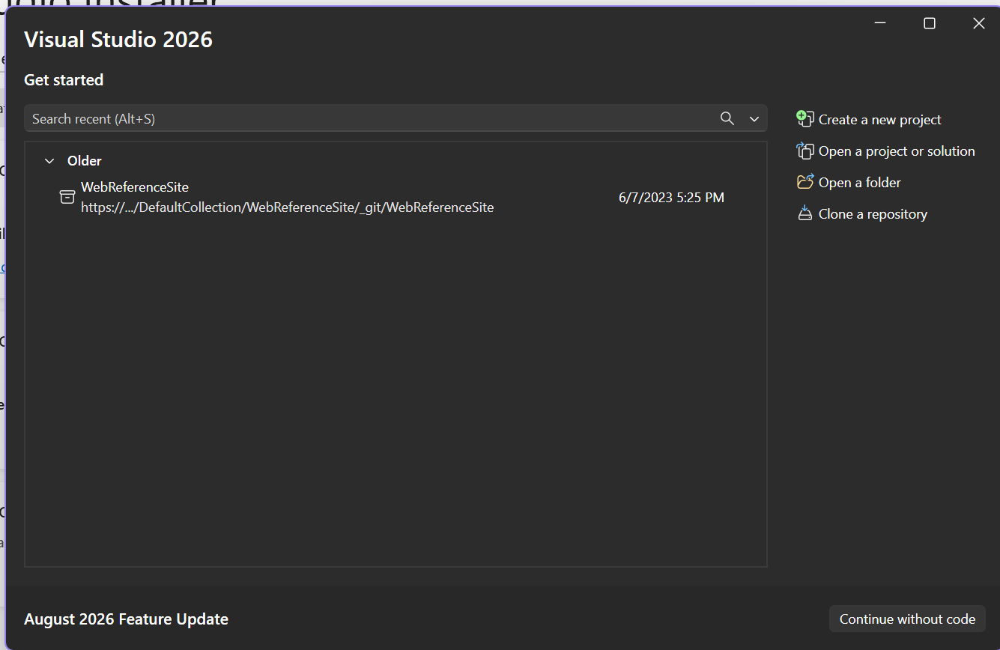 Visual Studio 2026
Get started
Search recent (Alt+S)
Older
WebReferenceSite
https://.../DefaultCollection/WebReferenceSite/_git/WebReferenceSite
6/7/2023 5:25 PM
Create a new project
Open a project or solution
Open a folder
Clone a repository
August 2026 Feature Update
Continue without code